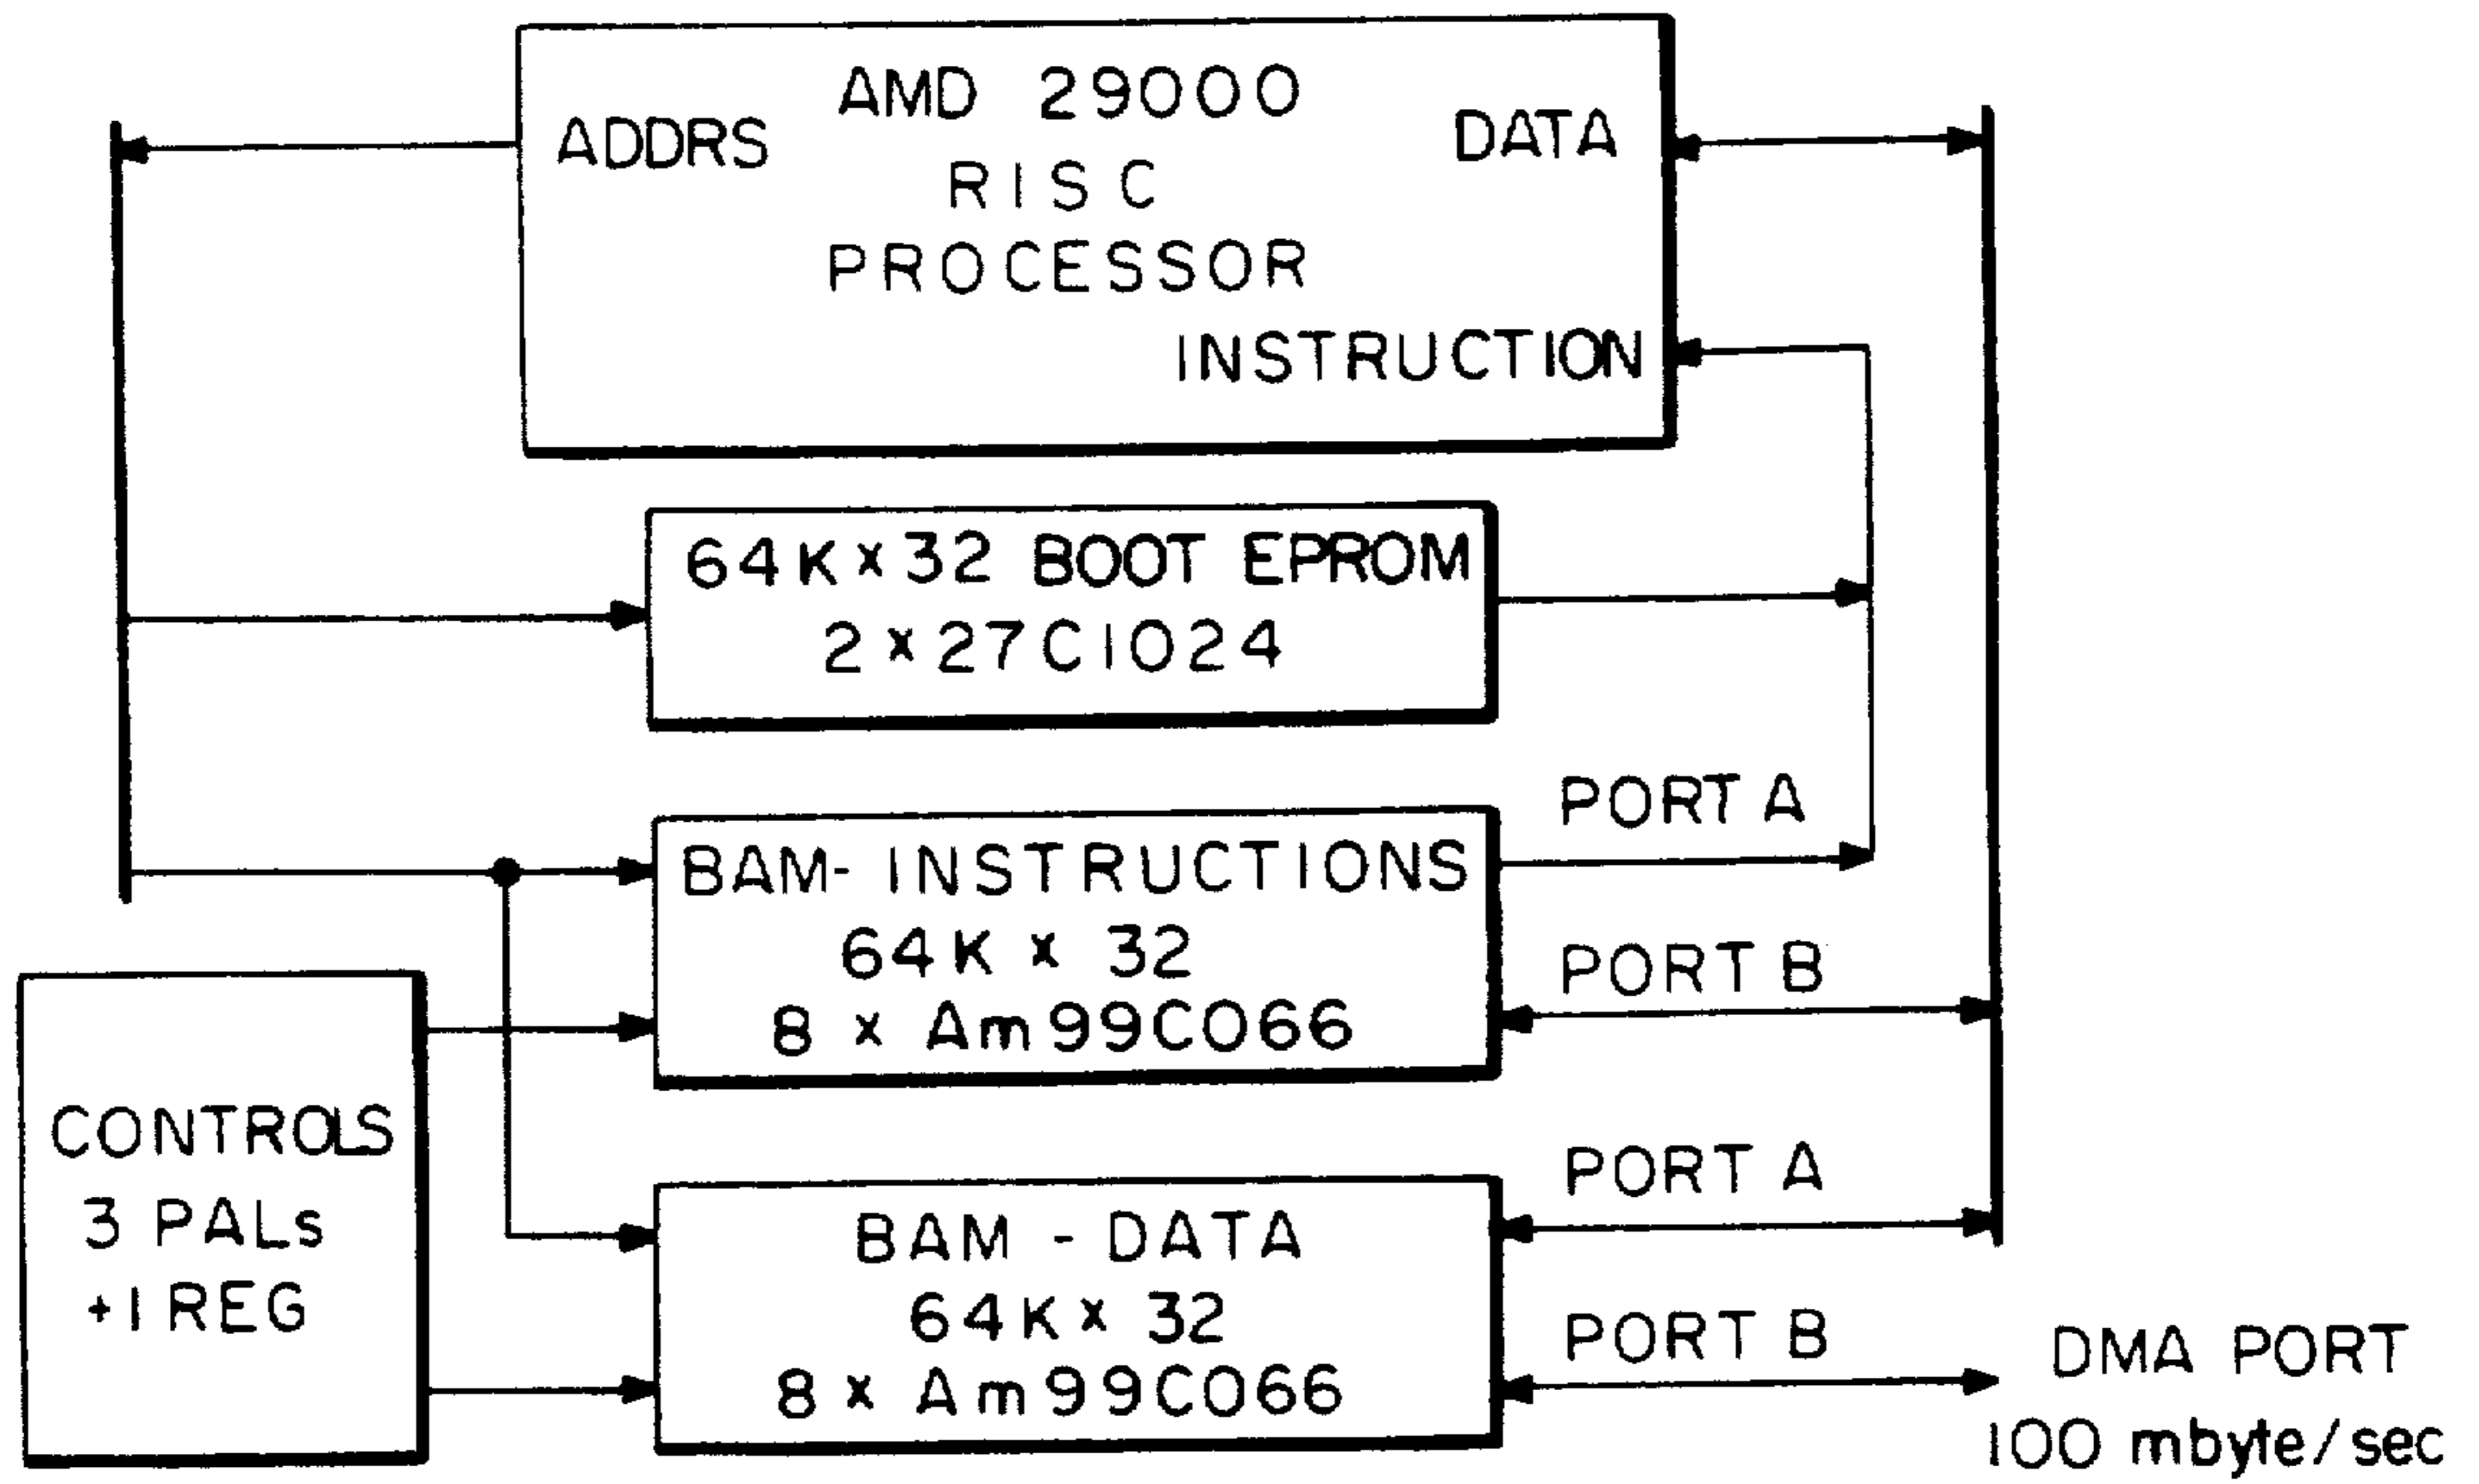 AMD 29000
ADDRS
DATA
RISC
PROCESSOR
INSTRUCTION
64K x 32 BOOT EPROM
2 x 27C1024
PORT A
BAM- INSTRUCTIONS
64K x 32
PORT B
8 x Am99C066
CONTROLS
3 PALs
+1 REG
PORT A
BAM - DATA
64K x 32
PORT B
8 x Am99C066
DMA PORT
100 mbyte/sec